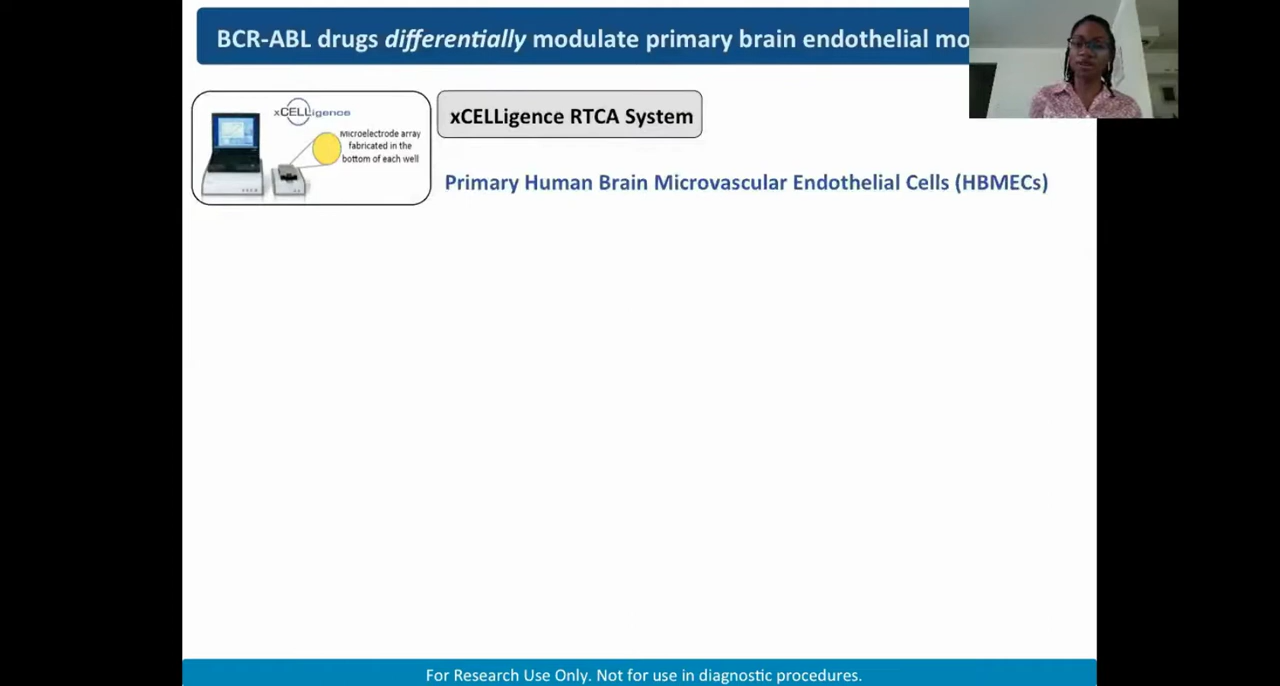 BCR-ABL drugs differentially modulate primary brain endothelial
xCELLigence
Microelectrode array
fabricated in the
bottom of each well
xCELLigence RTCA System
Primary Human Brain Microvascular Endothelial Cells (HBMECs)
For Research Use Only. Not for use in diagnostic procedures.